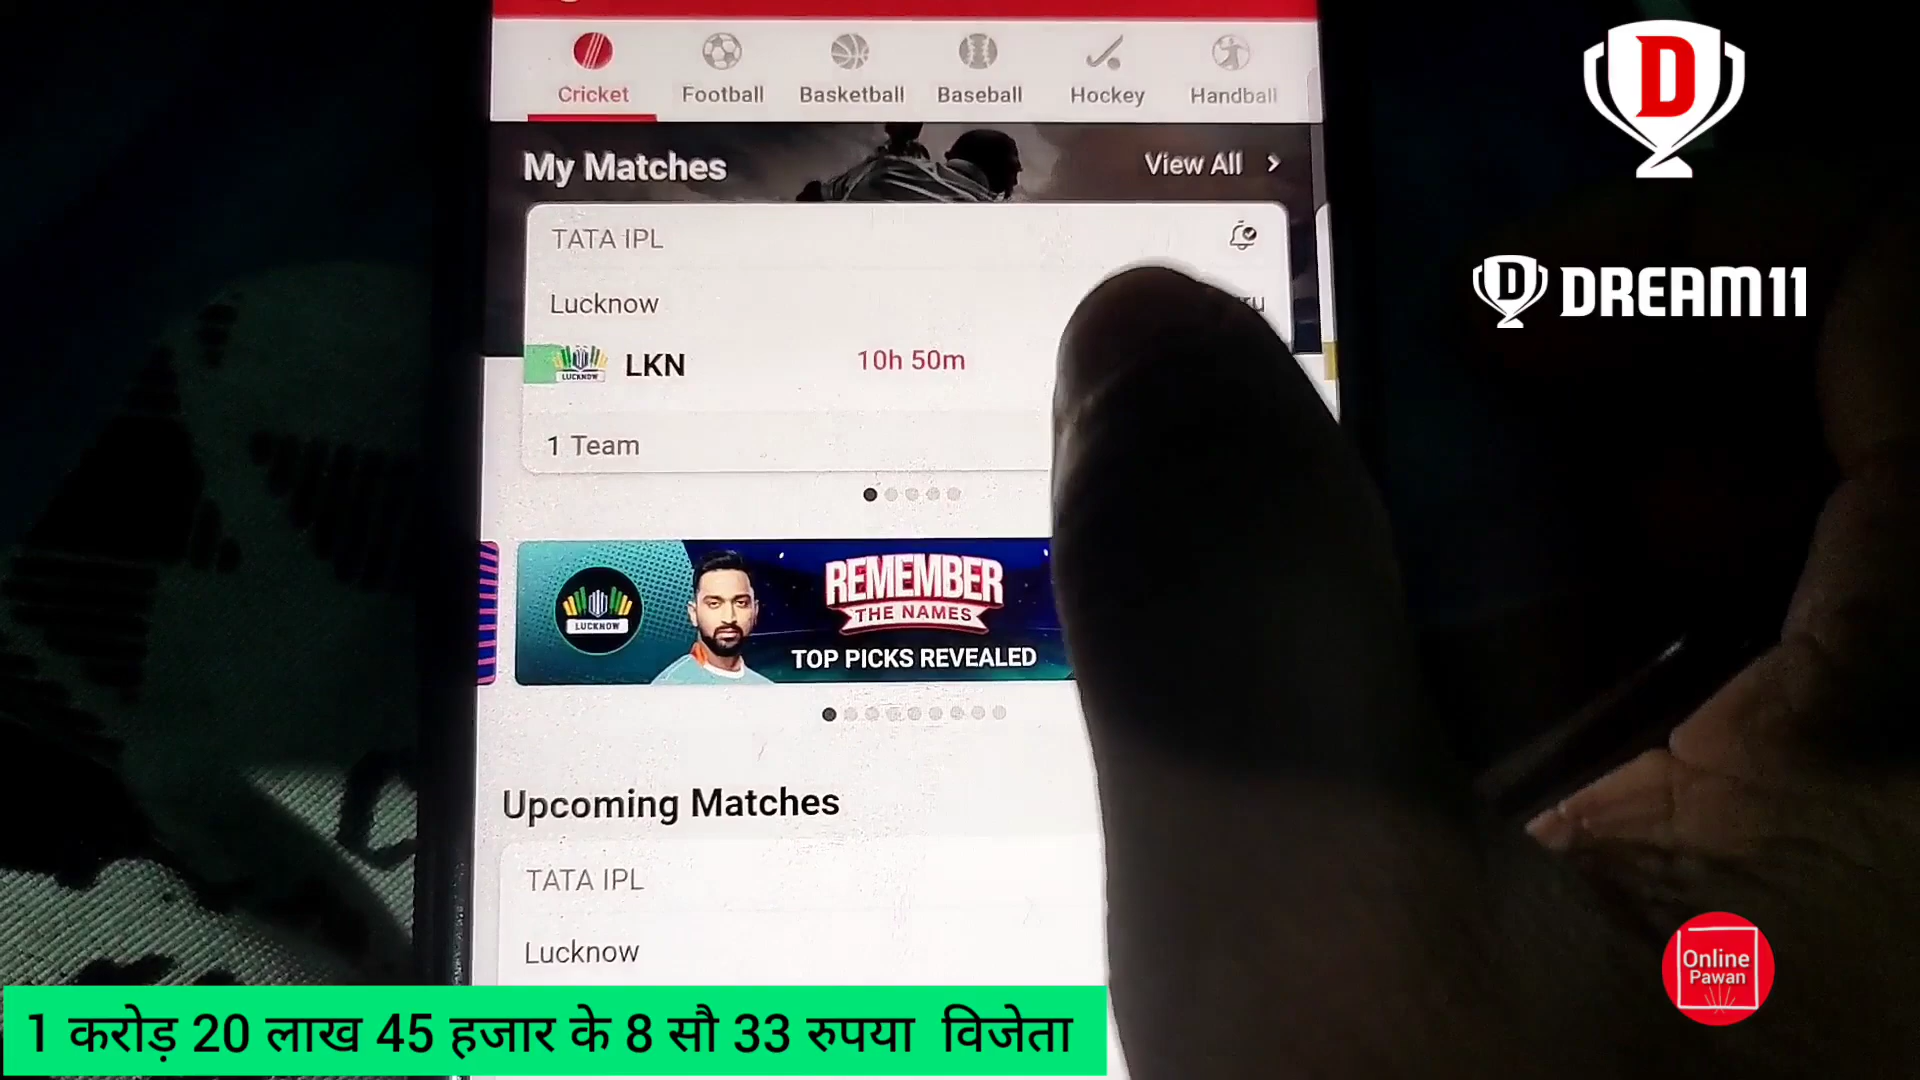 Cricket
Football
Basketball
Baseball
Hockey
Handball
My Matches
View All
TATA IPL
Lucknow
LUCKNOW
LKN
10h 50m
1 Team
LUCKNOW
REMEMBER
THE NAMES
TOP PICKS REVEALED
Upcoming Matches
TATA IPL
Lucknow
D
D DREAM11
Online
Pawan
1 करोड़ 20 लाख 45 हजार के 8 सौ 33 रुपया विजेता